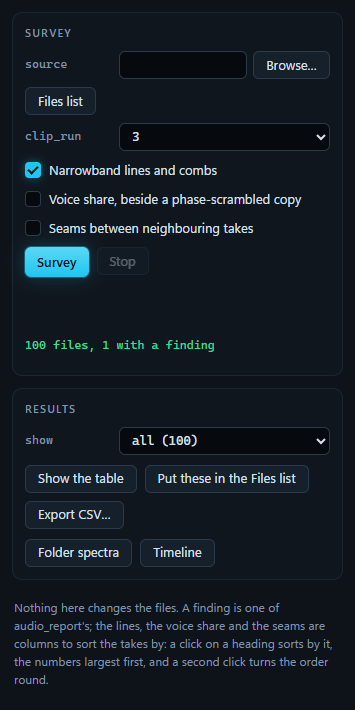 SURVEY
source
Browse...
Files list
clip_run
3
Narrowband lines and combs
Voice share, beside a phase-scrambled copy
Seams between neighbouring takes
Survey
Stop
100 files, 1 with a finding
RESULTS
show
all (100)
Show the table
Put these in the Files list
Export CSV...
Folder spectra
Timeline
Nothing here changes the files. A finding is one of
audio_report's; the lines, the voice share and the seams are
columns to sort the takes by: a click on a heading sorts by it,
the numbers largest first, and a second click turns the order
round.